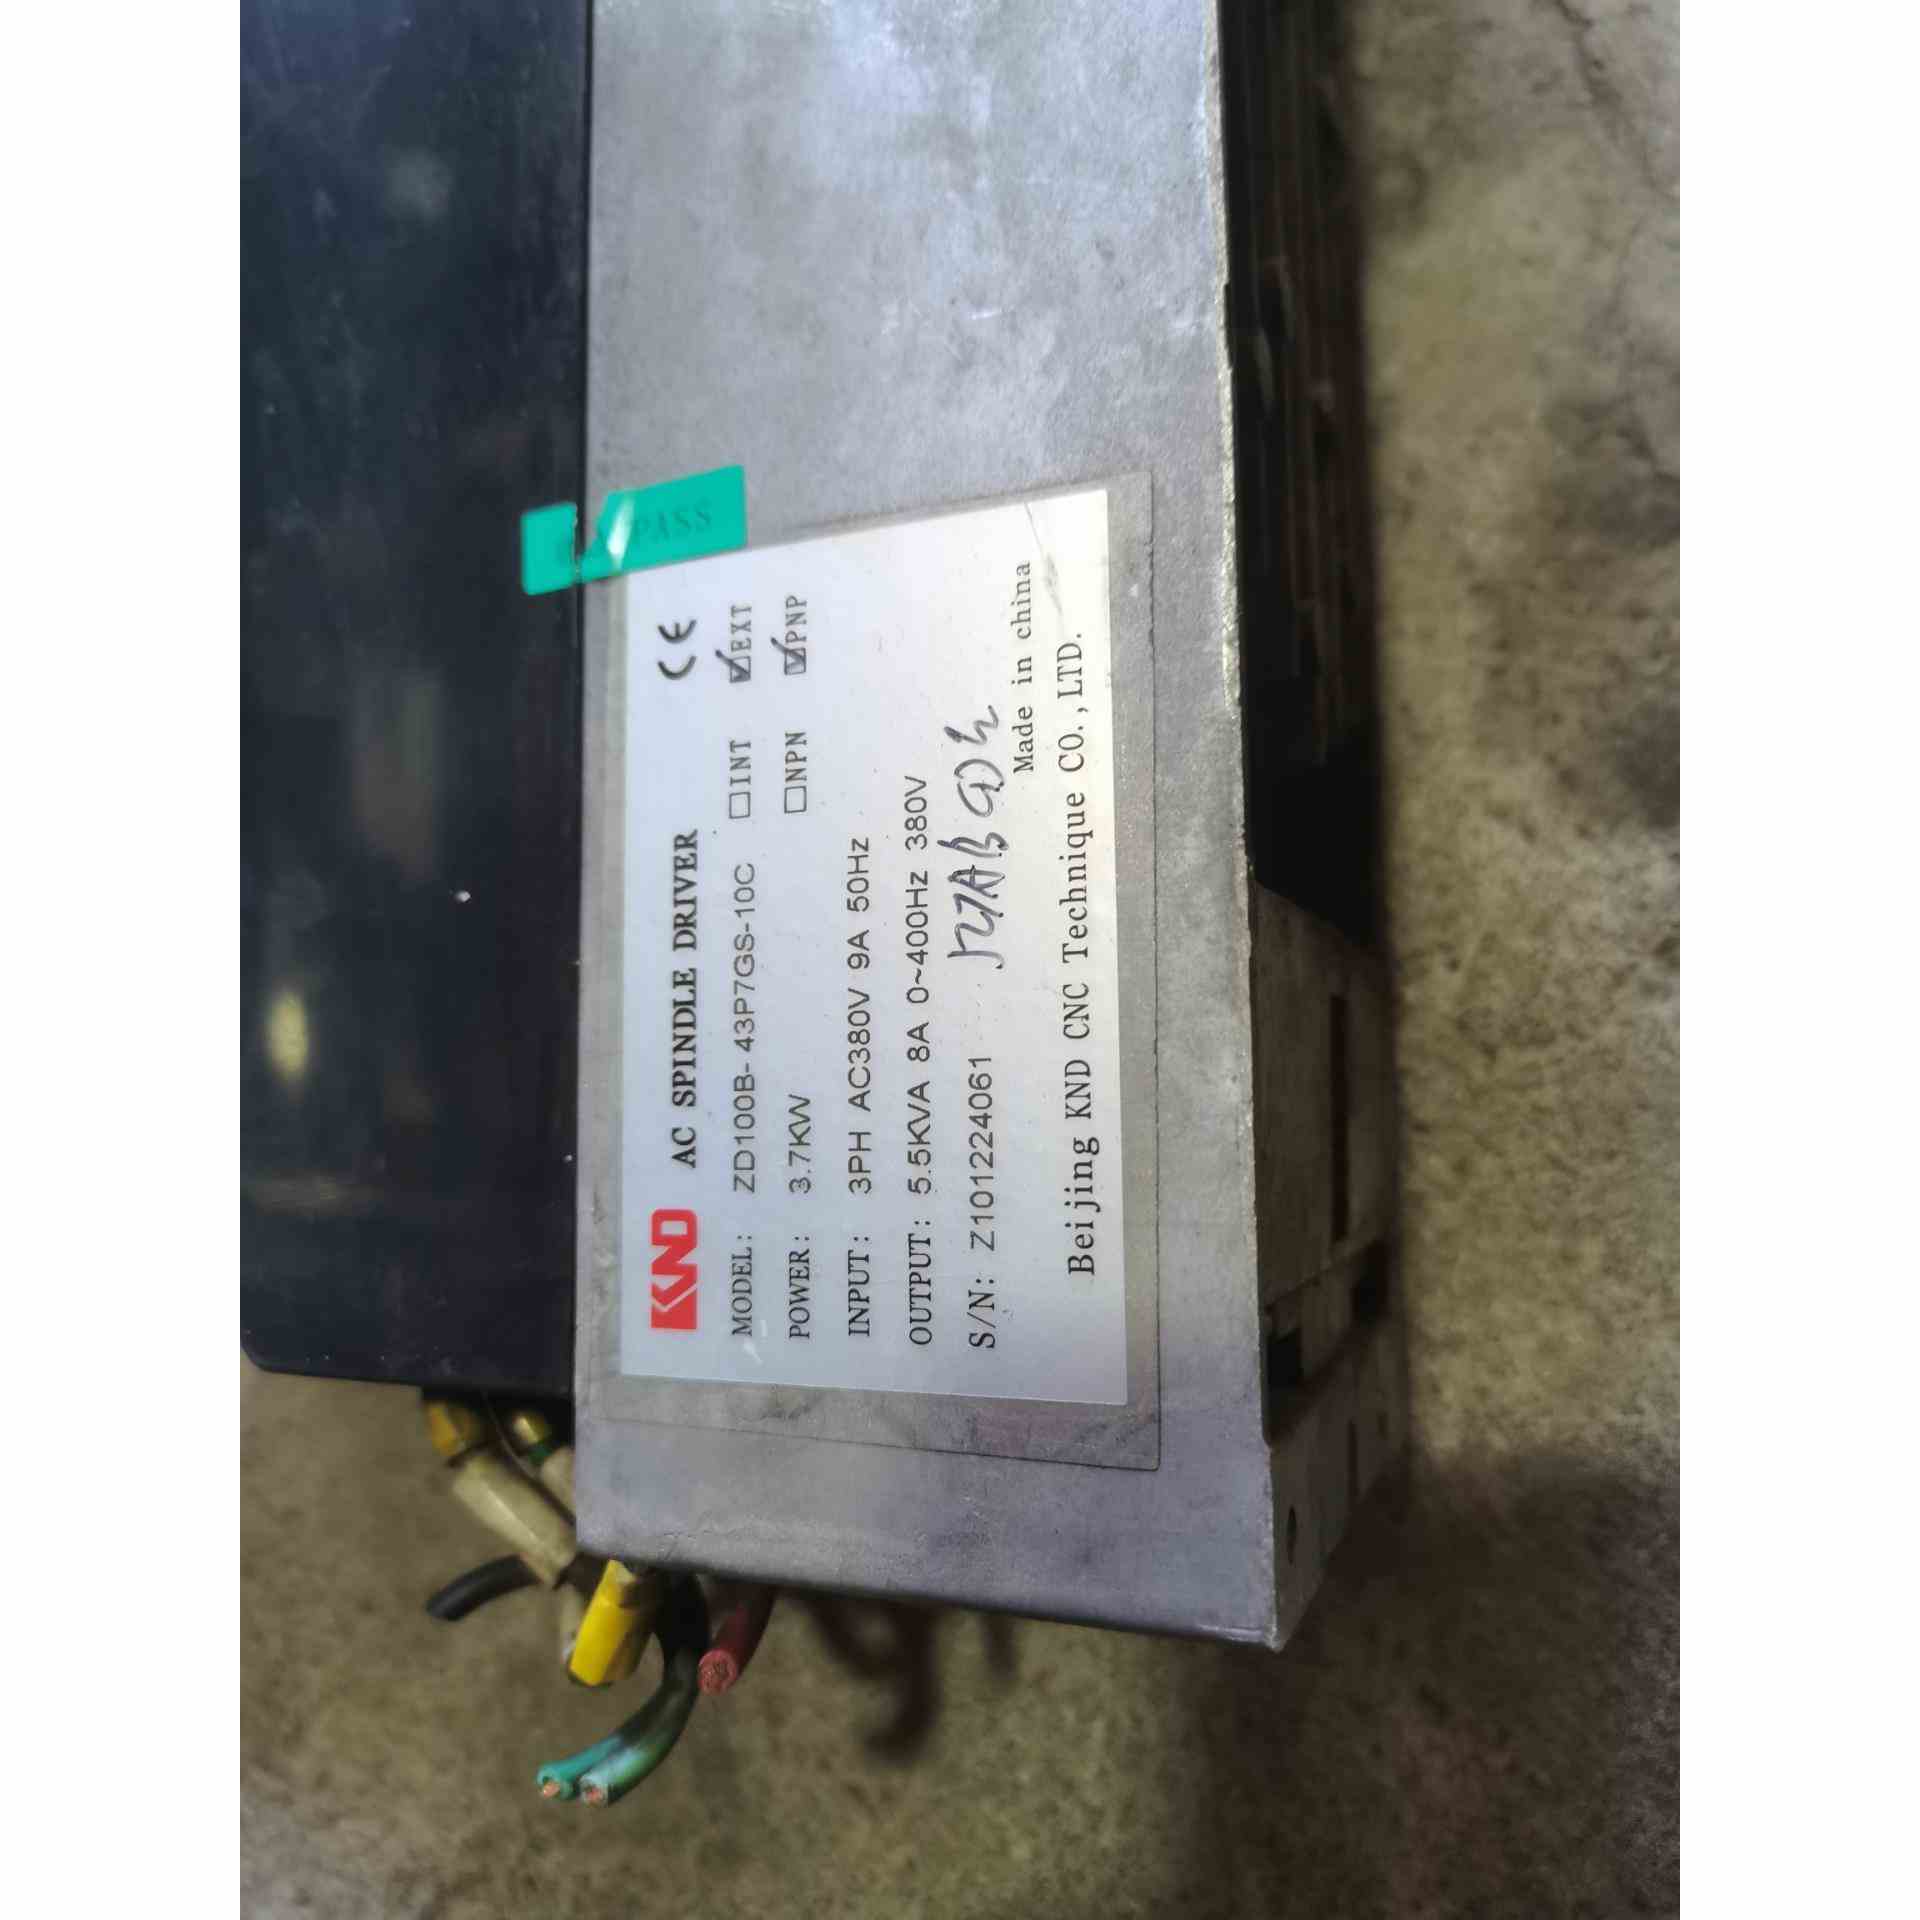 PASS
KND AC SPINDLE DRIVER CE
MODEL: ZD100B-43P7GS-10C □INT ☑EXT
POWER: 3.7KW □NPN ☑PNP
INPUT: 3PH AC380V 9A 50Hz
OUTPUT: 5.5KVA 8A 0~400Hz 380V
S/N: Z101224061
Made in china
Beijing KND CNC Technique CO.,LTD.